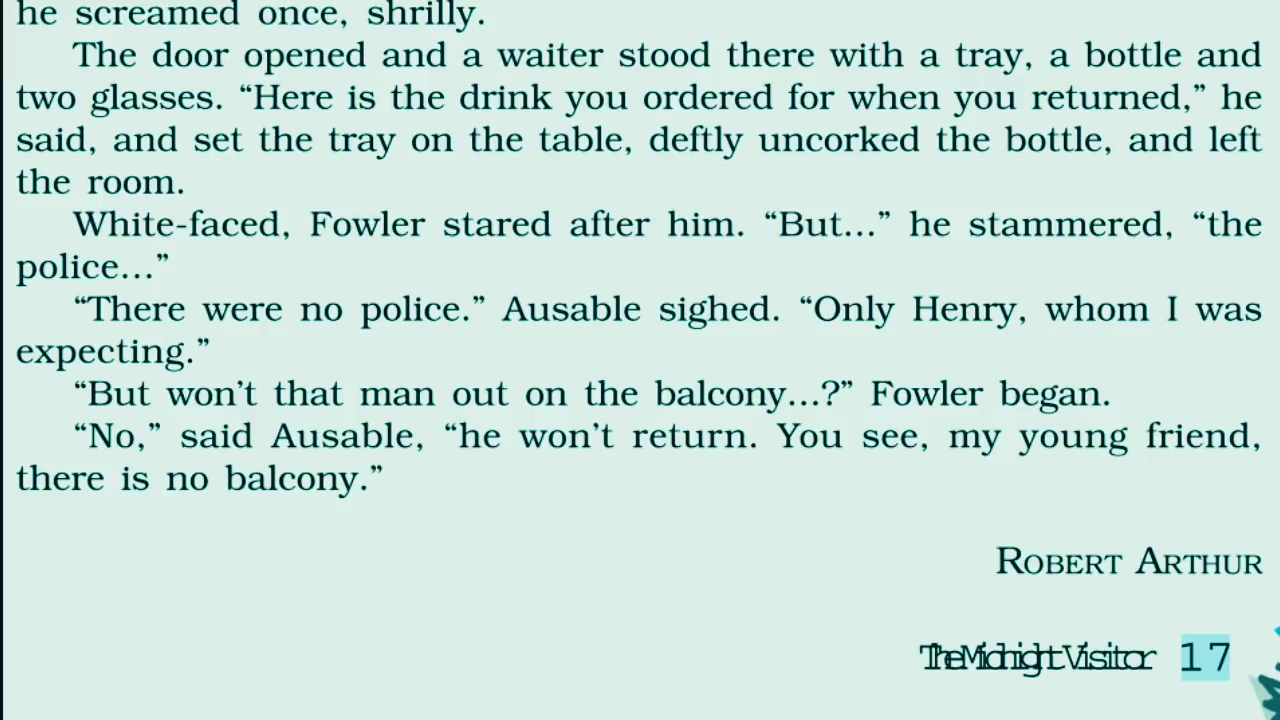 he screamed once, shrilly.
The door opened and a waiter stood there with a tray, a bottle and
two glasses. “Here is the drink you ordered for when you returned,” he
said, and set the tray on the table, deftly uncorked the bottle, and left
the room.
White-faced, Fowler stared after him. “But...” he stammered, “the
police...”
“There were no police.” Ausable sighed. “Only Henry, whom I was
expecting.”
“But won’t that man out on the balcony...?” Fowler began.
“No,” said Ausable, “he won’t return. You see, my young friend,
there is no balcony.”
ROBERT ARTHUR
The Midnight Visitor 17